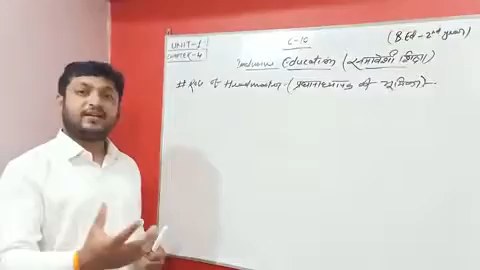 UNIT-1
CHAPTER-4
C-10
(B.Ed - 2nd year)
Inclusive Education (समावेशी शिक्षा)
# Role of Headmaster (प्रधानाध्यापक की भूमिका)-